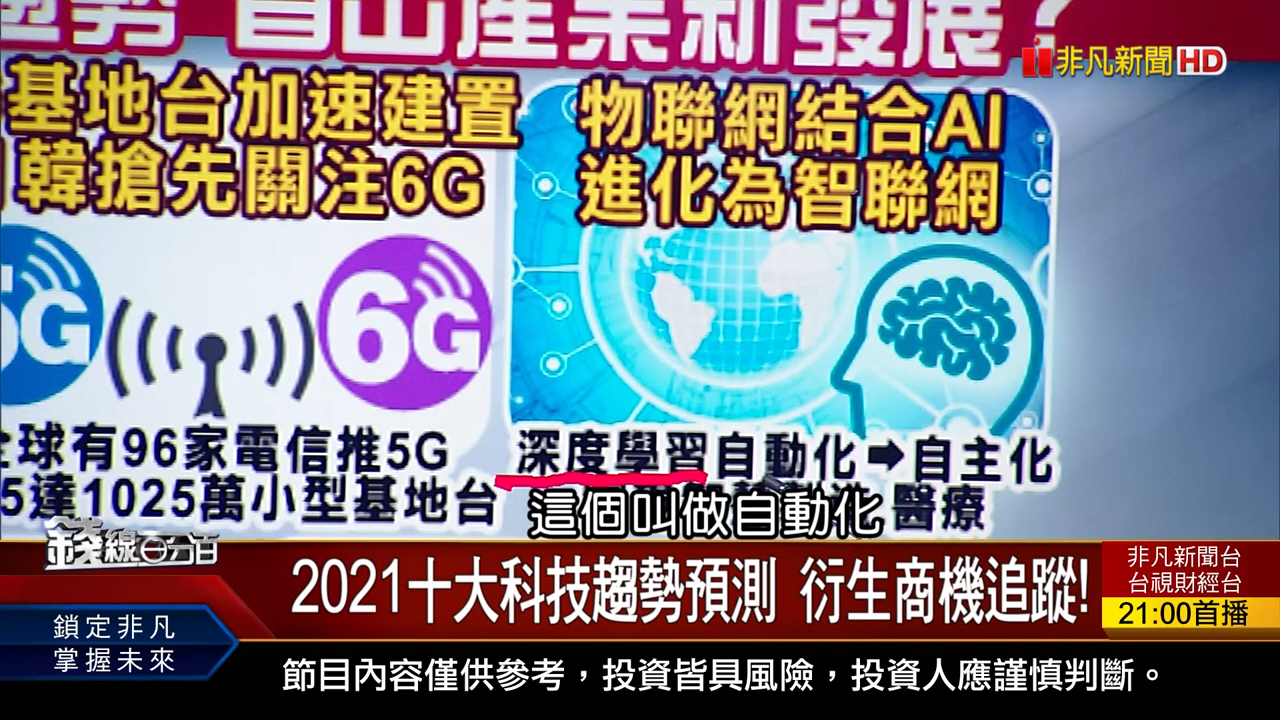 產業新發展?
非凡新聞HD
基地台加速建置
韓搶先關注6G
物聯網結合AI
進化為智聯網
5G
6G
球有96家電信推5G
5達1025萬小型基地台
深度學習自動化➡自主化
醫療
這個叫做自動化
錢線百分百
2021十大科技趨勢預測 衍生商機追蹤!
非凡新聞台
台視財經台
21:00首播
鎖定非凡
掌握未來
節目內容僅供參考，投資皆具風險，投資人應謹慎判斷。